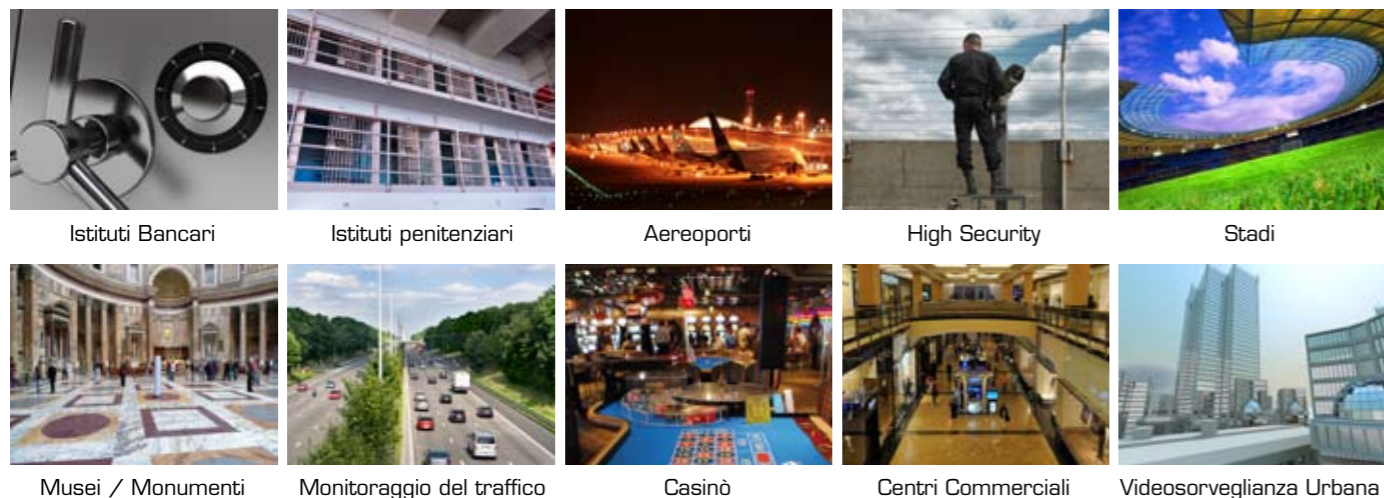 Istituti Bancari
Istituti penitenziari
Aereoporti
High Security
Stadi
Musei / Monumenti
Monitoraggio del traffico
Casinò
Centri Commerciali
Videosorveglianza Urbana